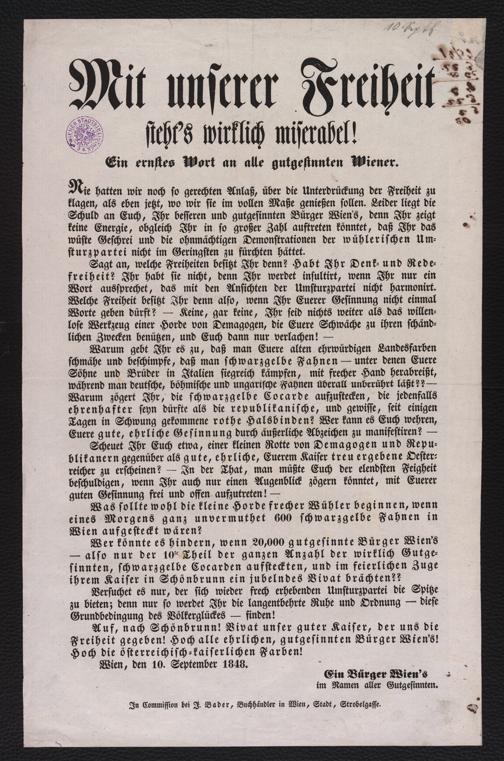 10. Sept
Mit unserer Freiheit
steht's wirklich miserabel!
Ein ernstes Wort an alle gutgesinnten Wiener.
Nie hatten wir noch so gerechten Anlaß, über die Unterdrückung der Freiheit zu
klagen, als eben jetzt, wo wir sie im vollen Maße genießen sollen. Leider liegt die
Schuld an Euch, Ihr besseren und gutgesinnten Bürger Wien's, denn Ihr zeigt
keine Energie, obgleich Ihr in so großer Zahl auftreten könntet, daß Ihr das
wüste Geschrei und die ohnmächtigen Demonstrationen der wühlerischen Um-
sturzpartei nicht im Geringsten zu fürchten hättet.
Sagt an, welche Freiheiten besitzt Ihr denn? Habt Ihr Denk- und Rede-
freiheit? Ihr habt sie nicht, denn Ihr werdet insultirt, wenn Ihr nur ein
Wort aussprechet, das mit den Ansichten der Umsturzpartei nicht harmonirt.
Welche Freiheit besitzt Ihr denn also, wenn Ihr Euerer Gesinnung nicht einmal
Worte geben dürft? — Keine, gar keine, Ihr seid nichts weiter als das willen-
lose Werkzeug einer Horde von Demagogen, die Euere Schwäche zu ihren schänd-
lichen Zwecken benützen, und Euch dann nur verlachen! —
Warum gebt Ihr es zu, daß man Euere alten ehrwürdigen Landesfarben
schmähe und beschimpfe, daß man schwarzgelbe Fahnen — unter denen Euere
Söhne und Brüder in Italien siegreich kämpfen, mit frecher Hand herabreißt,
während man deutsche, böhmische und ungarische Fahnen überall unberührt läßt??—
Warum zögert Ihr, die schwarzgelbe Cocarde aufzustecken, die jedenfalls
ehrenhafter seyn dürfte als die republikanische, und gewisse, seit einigen
Tagen in Schwung gekommene rothe Halsbinden? Wer kann es Euch wehren,
Euere gute, ehrliche Gesinnung durch äußerliche Abzeichen zu manifestiren? —
Scheuet Ihr Euch etwa, einer kleinen Rotte von Demagogen und Repu-
blikanern gegenüber als gute, ehrliche, Euerem Kaiser treu ergebene Oester-
reicher zu erscheinen? — In der That, man müßte Euch der elendsten Feigheit
beschuldigen, wenn Ihr auch nur einen Augenblick zögern könntet, mit Euerer
guten Gesinnung frei und offen aufzutreten! —
Was sollte wohl die kleine Horde frecher Wühler beginnen, wenn
eines Morgens ganz unvermuthet 600 schwarzgelbe Fahnen in
Wien aufgesteckt wären?
Wer könnte es hindern, wenn 20,000 gutgesinnte Bürger Wien's
— also nur der 10te Theil der ganzen Anzahl der wirklich Gutge-
sinnten, schwarzgelbe Cocarden aufsteckten, und im feierlichen Zuge
ihrem Kaiser in Schönbrunn ein jubelndes Vivat brächten??
Versuchet es nur, der sich wieder frech erhebenden Umsturzpartei die Spitze
zu bieten; denn nur so werdet Ihr die langentbehrte Ruhe und Ordnung — diese
Grundbedingung des Völkerglückes — finden!
Auf, nach Schönbrunn! Vivat unser guter Kaiser, der uns die
Freiheit gegeben! Hoch alle ehrlichen, gutgesinnten Bürger Wien's!
Hoch die österreichisch-kaiserlichen Farben!
Wien, den 10. September 1848.
Ein Bürger Wien's
im Namen aller Gutgesinnten.
In Commission bei J. Bader, Buchhändler in Wien, Stadt, Strobelgasse.